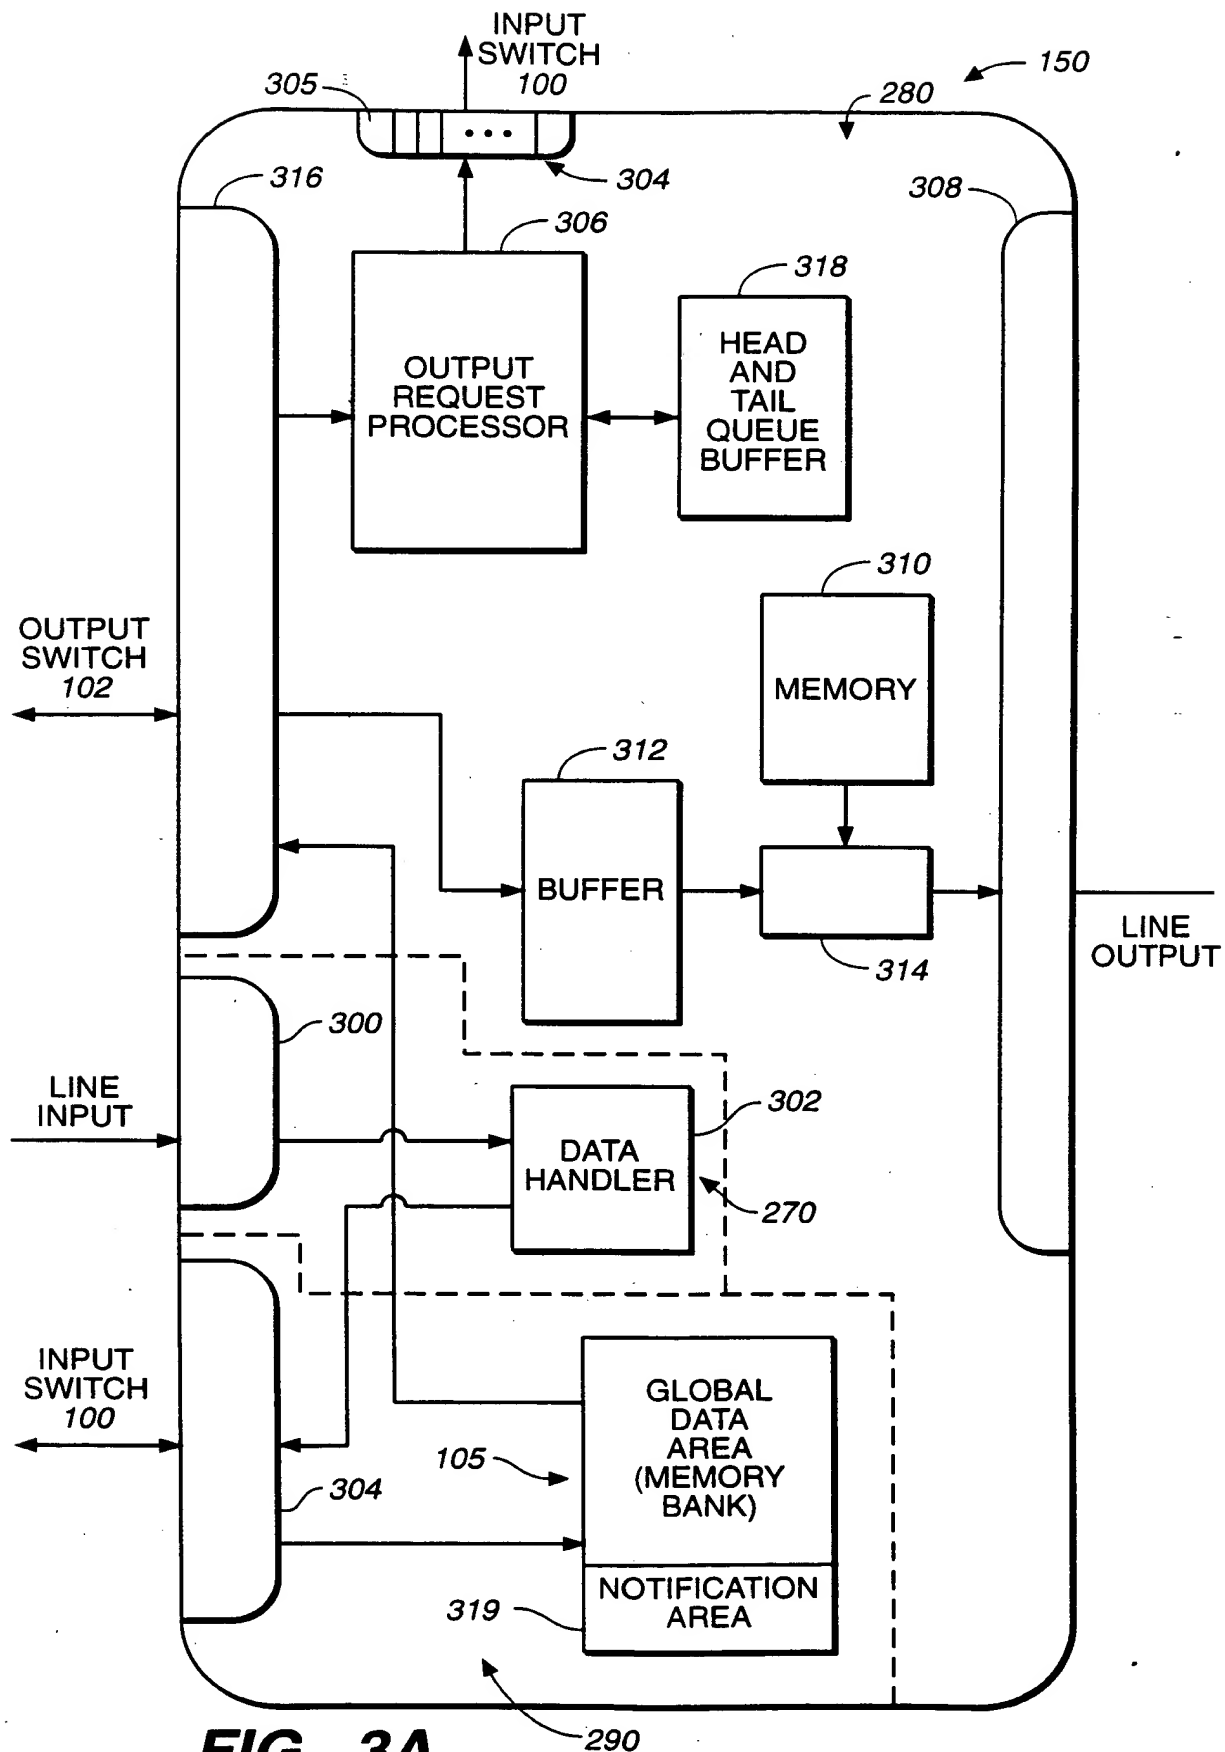 INPUT
SWITCH
100
150
305
280
304
316
308
306
318
OUTPUT
REQUEST
PROCESSOR
HEAD
AND
TAIL
QUEUE
BUFFER
310
OUTPUT
SWITCH
102
MEMORY
312
BUFFER
LINE
OUTPUT
314
300
LINE
INPUT
302
DATA
HANDLER
270
INPUT
SWITCH
100
GLOBAL
DATA
AREA
(MEMORY
BANK)
105
304
NOTIFICATION
AREA
319
290
FIG. 3A